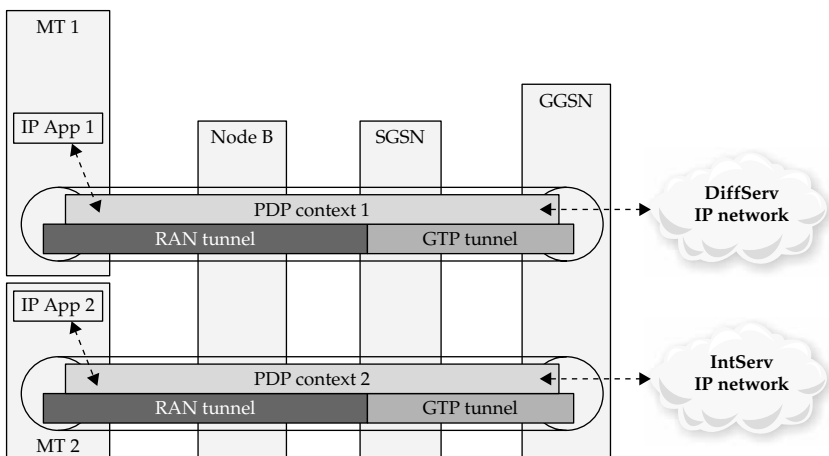 MT 1
GGSN
IP App 1
Node B
SGSN
PDP context 1
DiffServ
IP network
RAN tunnel
GTP tunnel
IP App 2
PDP context 2
IntServ
IP network
RAN tunnel
GTP tunnel
MT 2